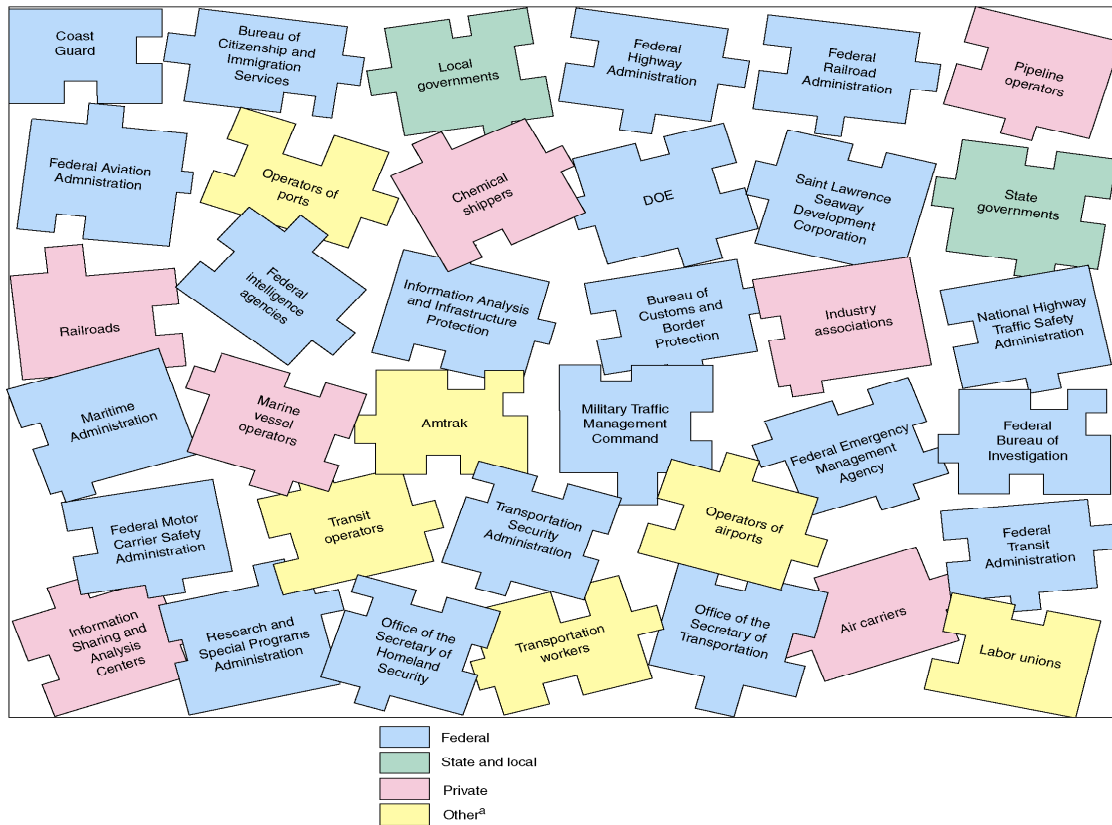 Coast
Guard
Bureau of
Citizenship and
Immigration
Services
Local
governments
Federal
Highway
Administration
Federal
Railroad
Administration
Pipeline
operators
Federal Aviation
Admnistration
Operators of
ports
Chemical
shippers
DOE
Saint Lawrence
Seaway
Development
Corporation
State
governments
Railroads
Federal
intelligence
agencies
Information Analysis
and Infrastructure
Protection
Bureau of
Customs and
Border
Protection
Industry
associations
National Highway
Traffic Safety
Administration
Maritime
Administration
Marine
vessel
operators
Amtrak
Military Traffic
Management
Command
Federal Emergency
Management
Agency
Federal
Bureau of
Investigation
Federal Motor
Carrier Safety
Administration
Transit
operators
Transportation
Security
Administration
Operators of
airports
Federal
Transit
Administration
Information
Sharing and
Analysis
Centers
Research and
Special Programs
Administration
Office of the
Secretary of
Homeland
Security
Transportation
workers
Office of the
Secretary of
Transportation
Air carriers
Labor unions
Federal
State and local
Private
Other<sup>a</sup>